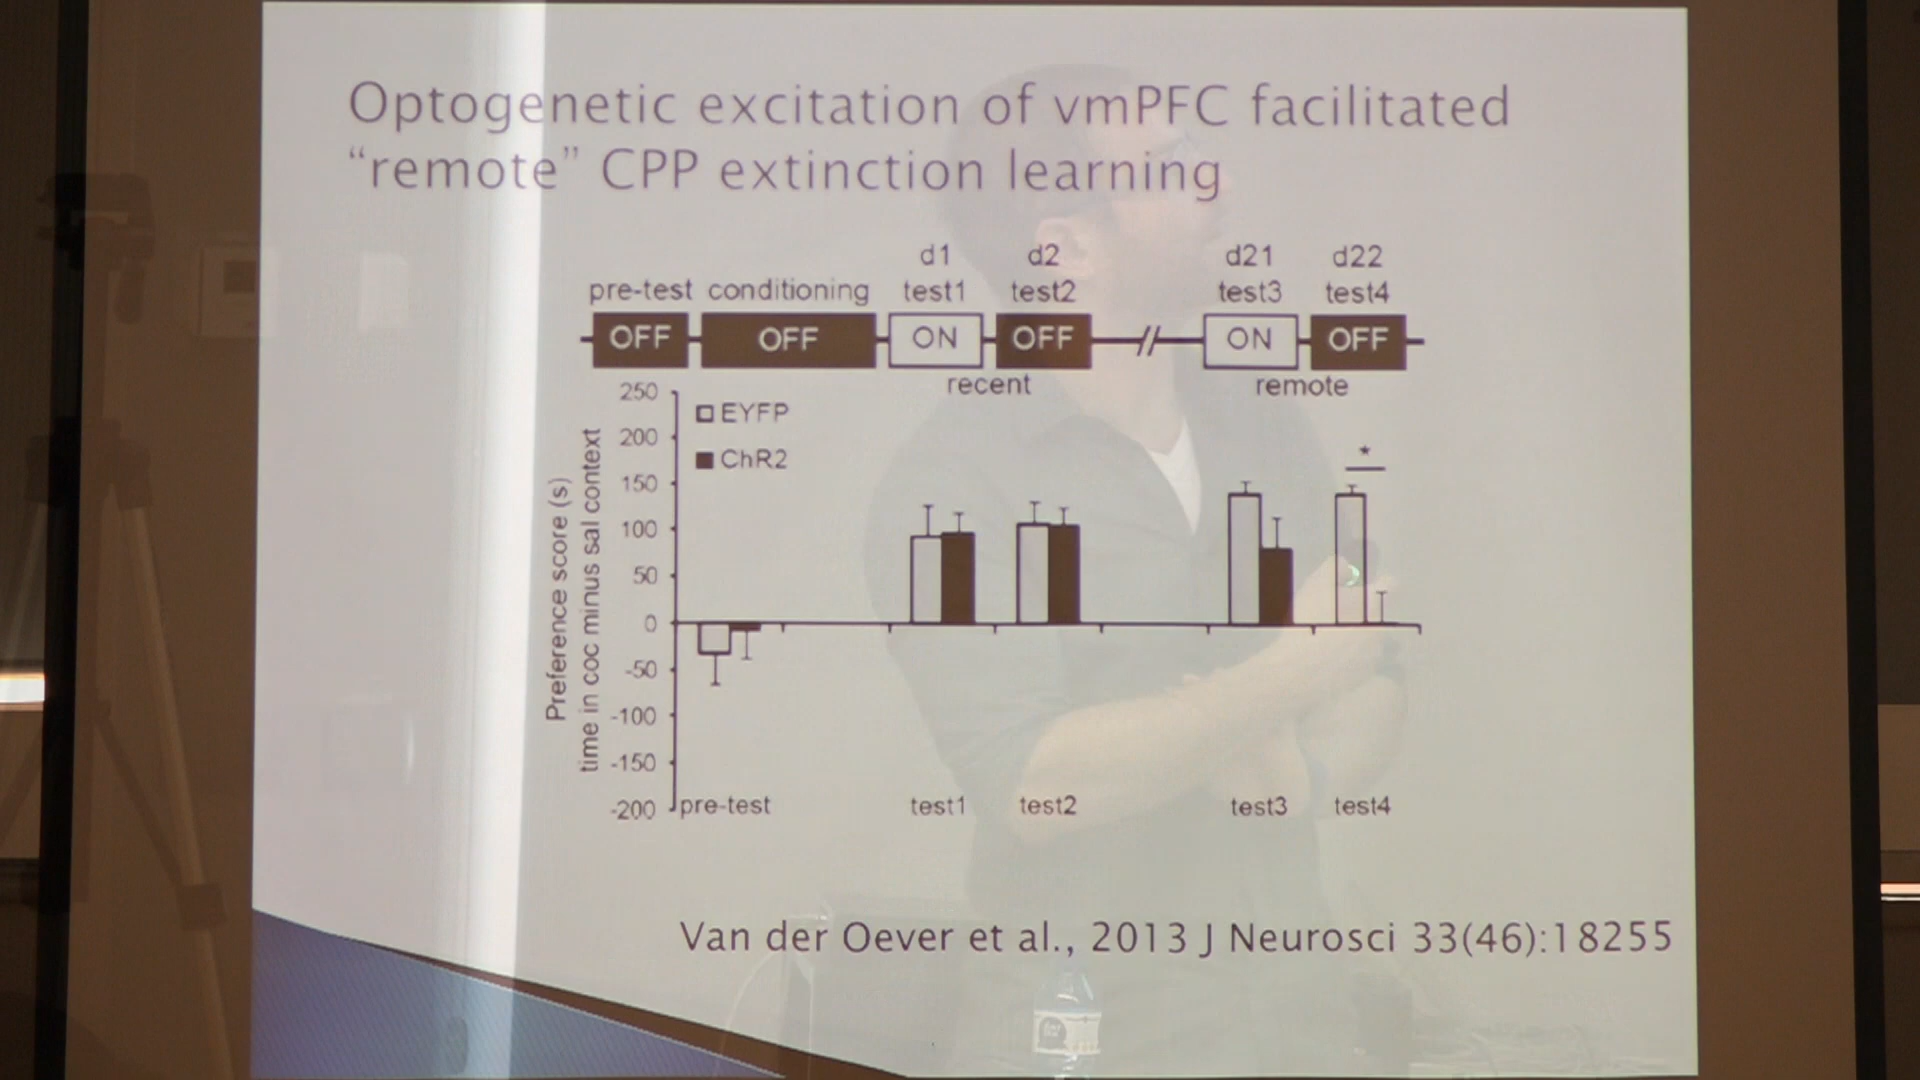 Optogenetic excitation of vmPFC facilitated
“remote” CPP extinction learning
d1 d2 d21 d22
pre-test conditioning test1 test2 test3 test4
OFF OFF ON OFF ON OFF
recent remote
EYFP
ChR2
Preference score (s)
time in coc minus sal context
250
200
150
100
50
0
-50
-100
-150
-200
*
pre-test test1 test2 test3 test4
Van der Oever et al., 2013 J Neurosci 33(46):18255